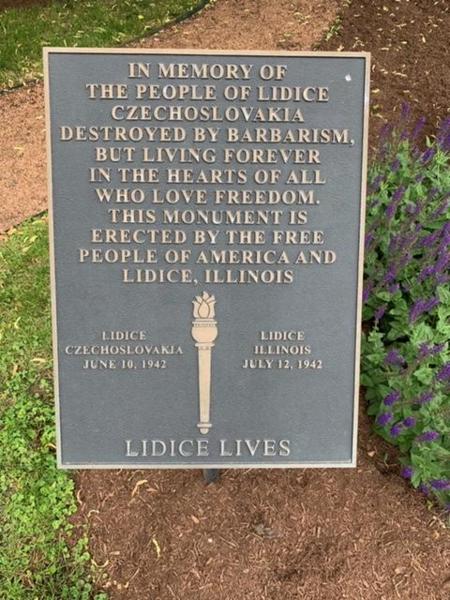 IN MEMORY OF
THE PEOPLE OF LIDICE
CZECHOSLOVAKIA
DESTROYED BY BARBARISM,
BUT LIVING FOREVER
IN THE HEARTS OF ALL
WHO LOVE FREEDOM.
THIS MONUMENT IS
ERECTED BY THE FREE
PEOPLE OF AMERICA AND
LIDICE, ILLINOIS
LIDICE
CZECHOSLOVAKIA
JUNE 10, 1942
LIDICE
ILLINOIS
JULY 12, 1942
LIDICE LIVES